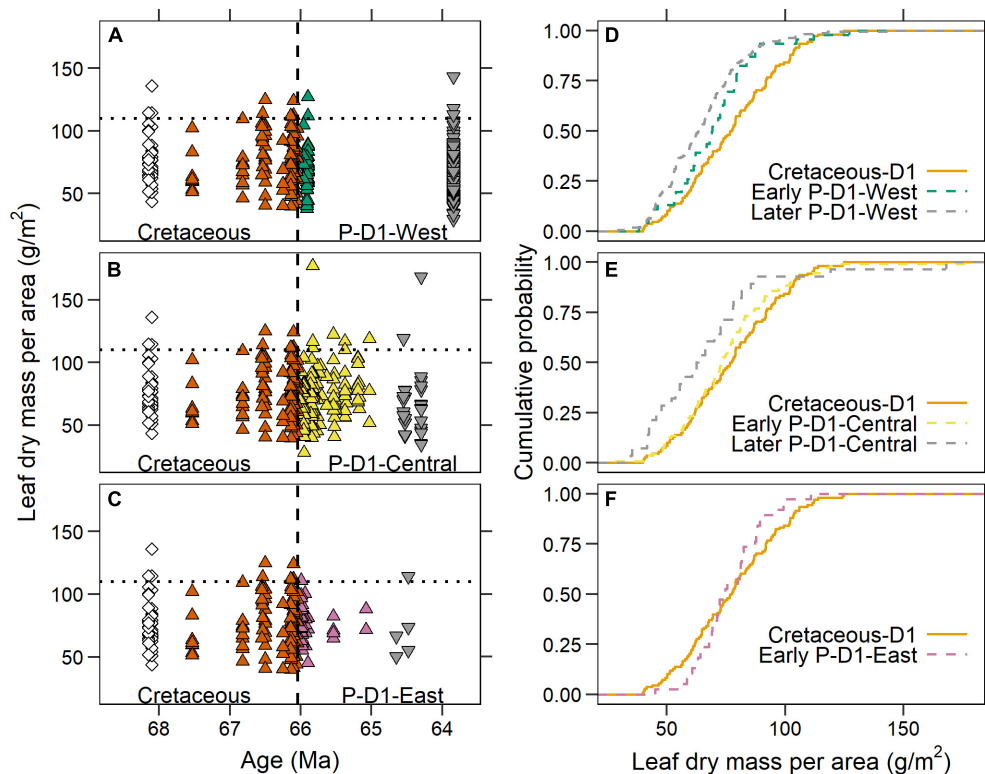 A
150
100
50
Cretaceous
P-D1-West
B
150
100
50
Cretaceous
P-D1-Central
C
150
100
50
Cretaceous
P-D1-East
68
67
66
65
64
Age (Ma)
Leaf dry mass per area (g/m²)
D
1.00
0.75
0.50
0.25
0.00
Cretaceous-D1
Early P-D1-West
Later P-D1-West
E
1.00
0.75
0.50
0.25
0.00
Cretaceous-D1
Early P-D1-Central
Later P-D1-Central
F
1.00
0.75
0.50
0.25
0.00
Cretaceous-D1
Early P-D1-East
50
100
150
Leaf dry mass per area (g/m²)
Cumulative probability